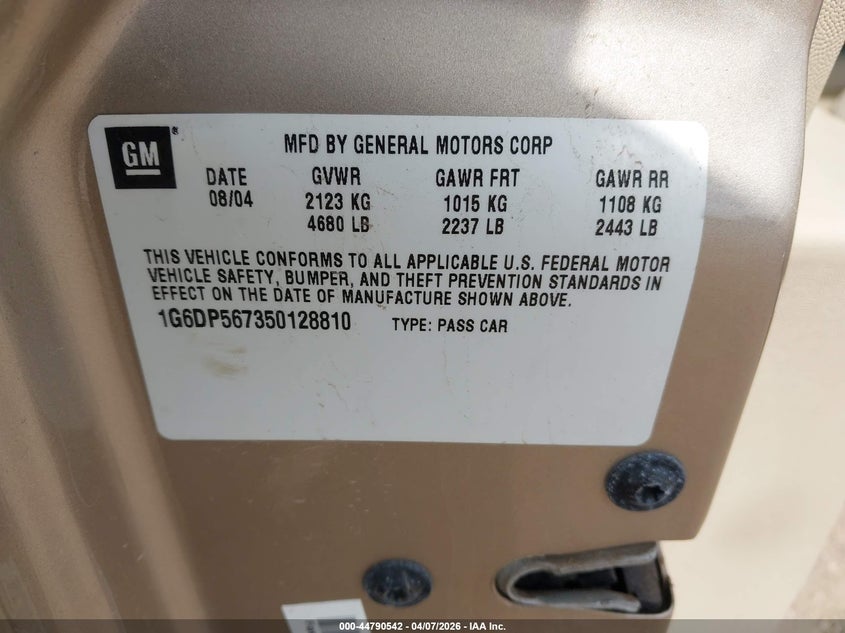 GM
MFD BY GENERAL MOTORS CORP
DATE GVWR GAWR FRT GAWR RR
08/04 2123 KG 1015 KG 1108 KG
4680 LB 2237 LB 2443 LB
THIS VEHICLE CONFORMS TO ALL APPLICABLE U.S. FEDERAL MOTOR
VEHICLE SAFETY, BUMPER, AND THEFT PREVENTION STANDARDS IN
EFFECT ON THE DATE OF MANUFACTURE SHOWN ABOVE.
1G6DP567350128810 TYPE: PASS CAR
000-44790542 - 04/07/2026 - IAA Inc.